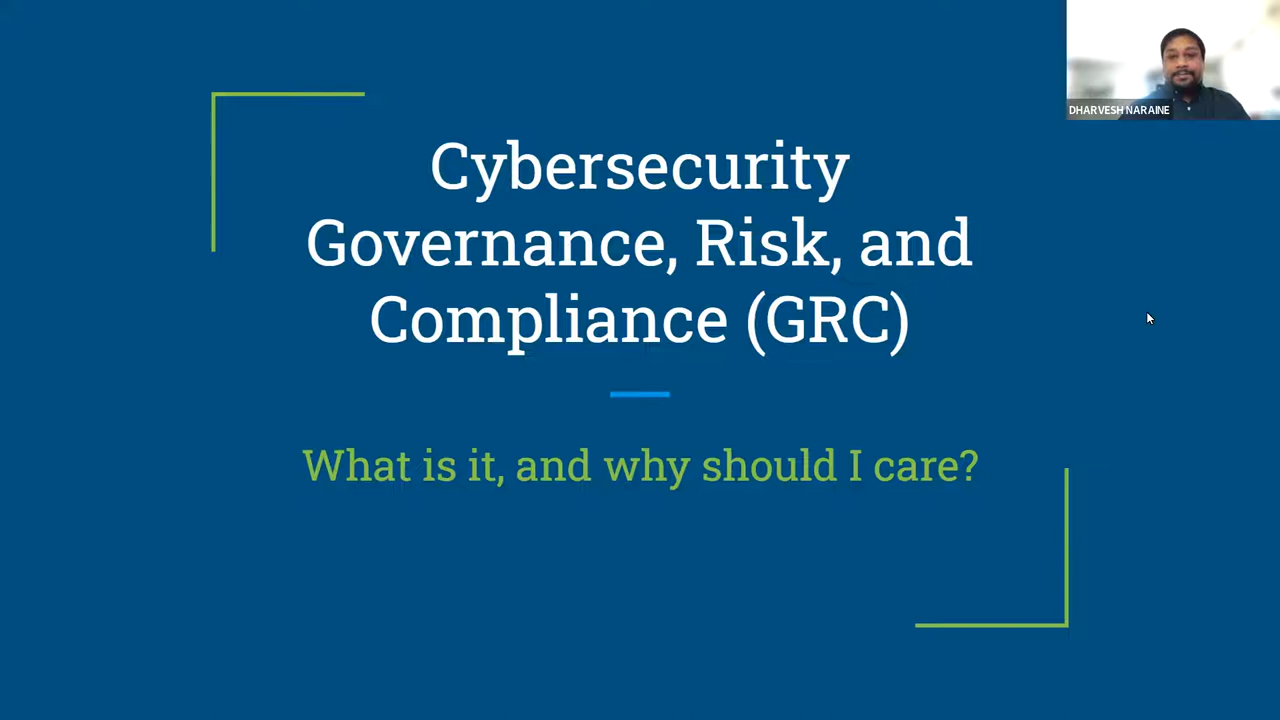 DHARVESH NARAINE
Cybersecurity
Governance, Risk, and
Compliance (GRC)
What is it, and why should I care?